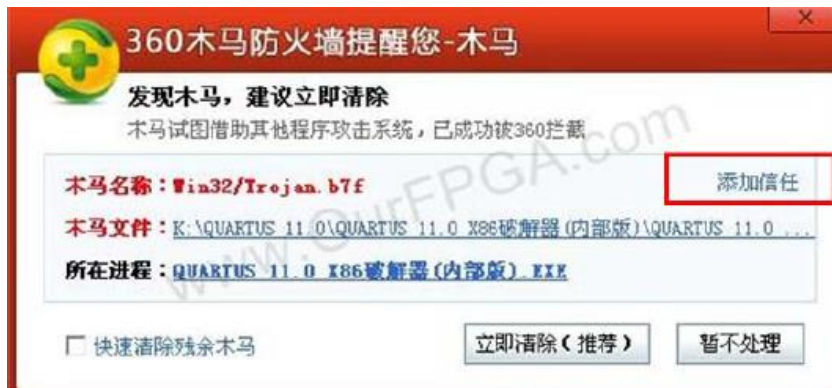 360木马防火墙提醒您-木马
发现木马，建议立即清除
木马试图借助其他程序攻击系统，已成功被360拦截
木马名称：Win32/Trojan.b7f 添加信任
木马文件：K:\QUARTUS 11.0\QUARTUS 11.0 X86破解器(内部版)\QUARTUS 11.0 ...
所在进程：QUARTUS 11.0 X86破解器(内部版).EXE
www.OurFPGA.com
快速清除残余木马 立即清除(推荐) 暂不处理